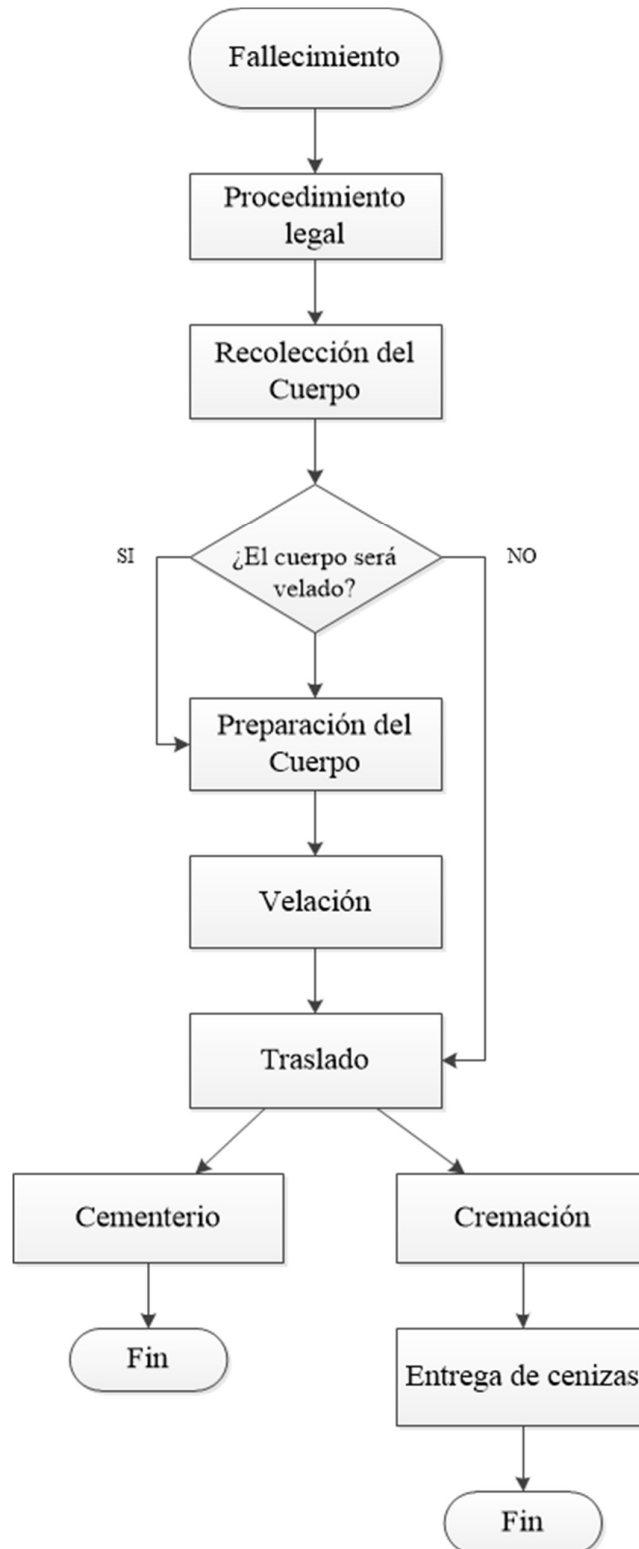 Fallecimiento
Procedimiento
legal
Recolección del
Cuerpo
SI
¿El cuerpo será
velado?
NO
Preparación del
Cuerpo
Velación
Traslado
Cementerio
Cremación
Fin
Entrega de cenizas
Fin